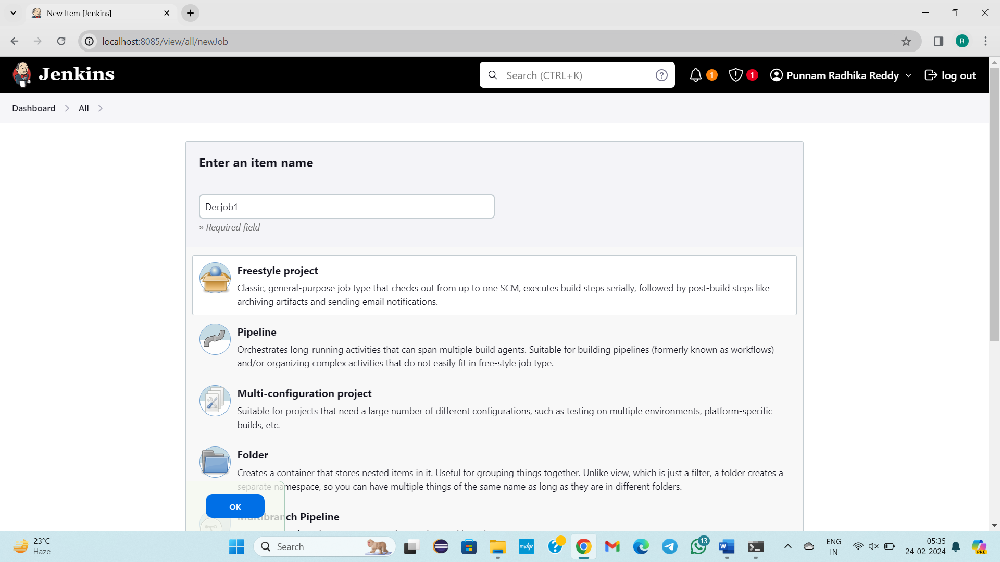 New Item [Jenkins]
localhost:8085/view/all/newJob
Jenkins
Search (CTRL+K)
?
1
1
Punnam Radhika Reddy
log out
R
Dashboard
All
Enter an item name
Decjob1
» Required field
Freestyle project
Classic, general-purpose job type that checks out from up to one SCM, executes build steps serially, followed by post-build steps like
archiving artifacts and sending email notifications.
Pipeline
Orchestrates long-running activities that can span multiple build agents. Suitable for building pipelines (formerly known as workflows)
and/or organizing complex activities that do not easily fit in free-style job type.
Multi-configuration project
Suitable for projects that need a large number of different configurations, such as testing on multiple environments, platform-specific
builds, etc.
Folder
Creates a container that stores nested items in it. Useful for grouping things together. Unlike view, which is just a filter, a folder creates a
separate namespace, so you can have multiple things of the same name as long as they are in different folders.
OK
Multibranch Pipeline
23°C
Haze
Search
myhp
13
W
ENG
IN
05:35
24-02-2024
PRE